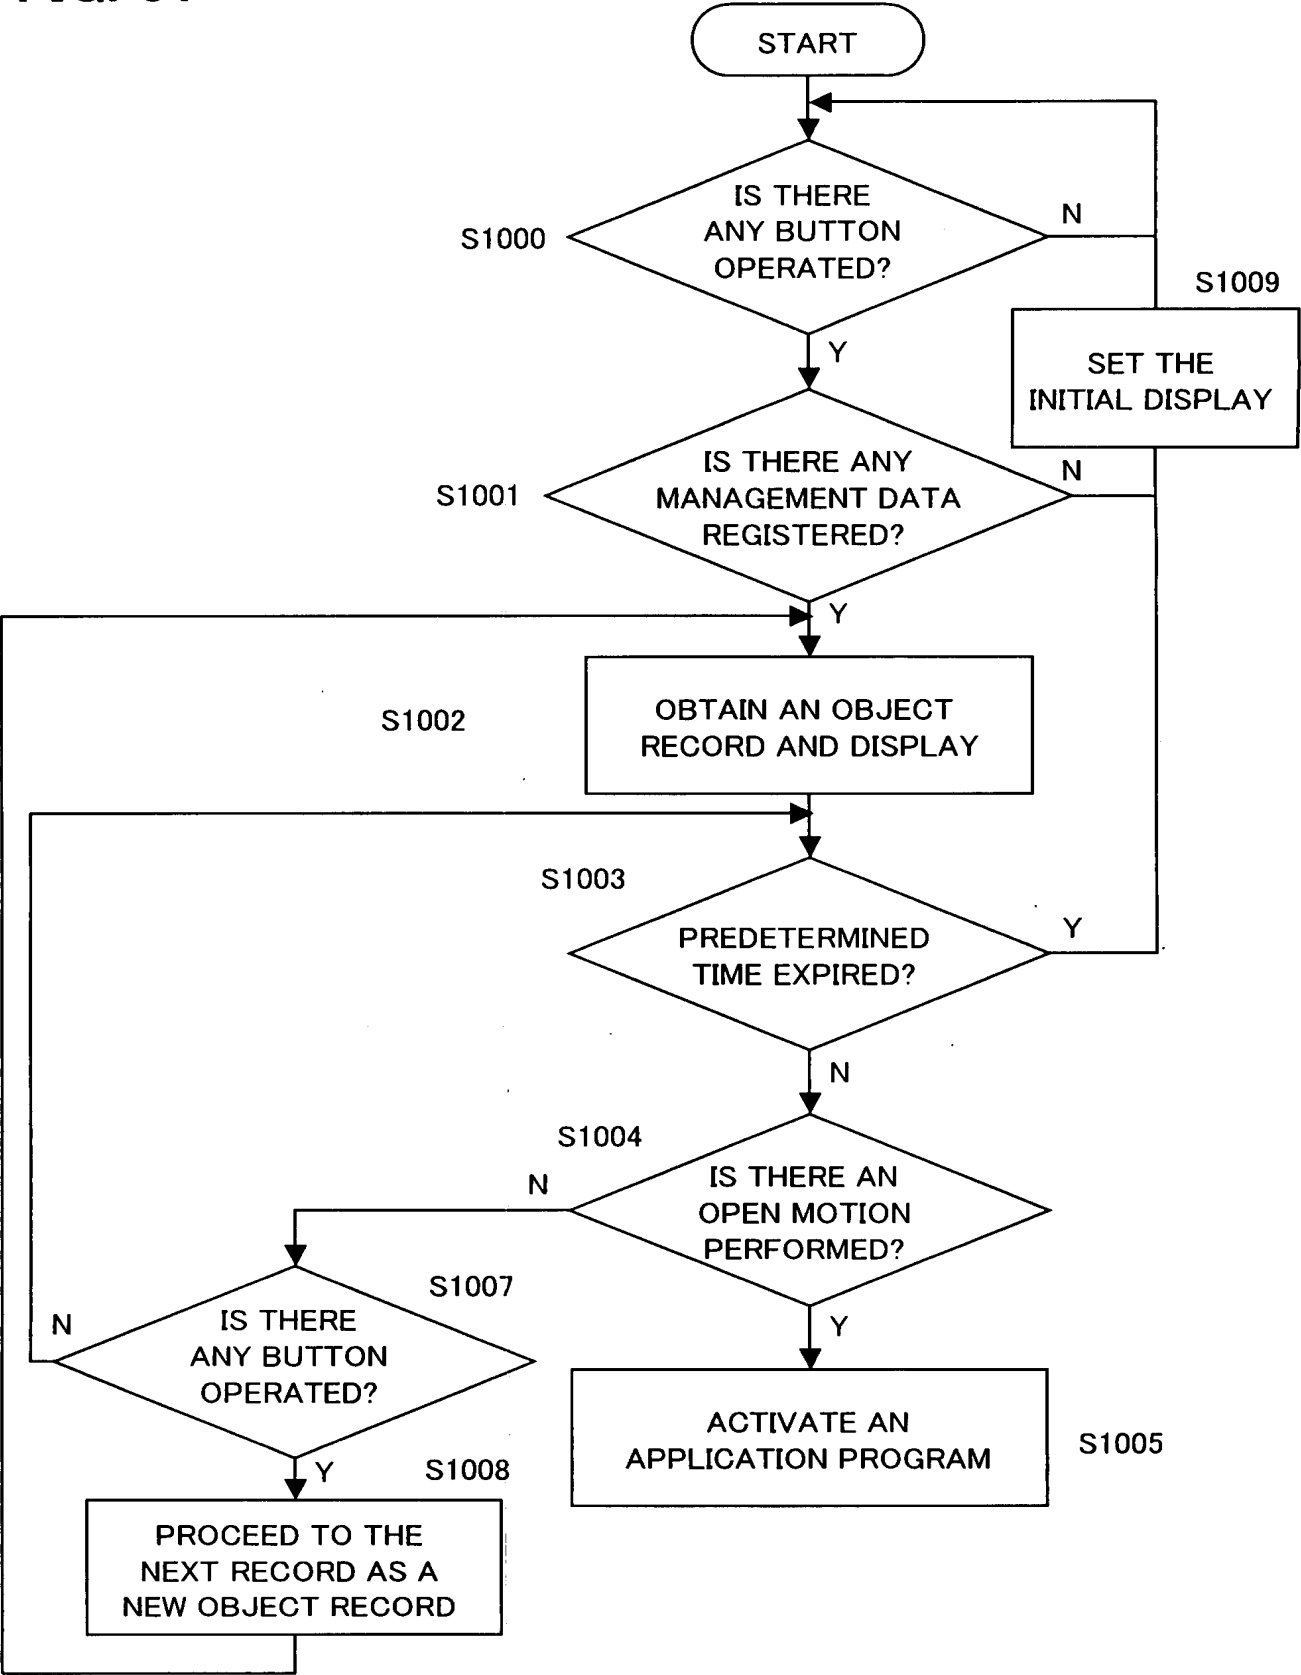 START
IS THERE
ANY BUTTON
OPERATED?
S1000
N
S1009
SET THE
INITIAL DISPLAY
Y
IS THERE ANY
MANAGEMENT DATA
REGISTERED?
S1001
N
Y
S1002
OBTAIN AN OBJECT
RECORD AND DISPLAY
S1003
PREDETERMINED
TIME EXPIRED?
Y
N
S1004
IS THERE AN
OPEN MOTION
PERFORMED?
N
S1007
IS THERE
ANY BUTTON
OPERATED?
N
Y
ACTIVATE AN
APPLICATION PROGRAM
S1005
Y
S1008
PROCEED TO THE
NEXT RECORD AS A
NEW OBJECT RECORD